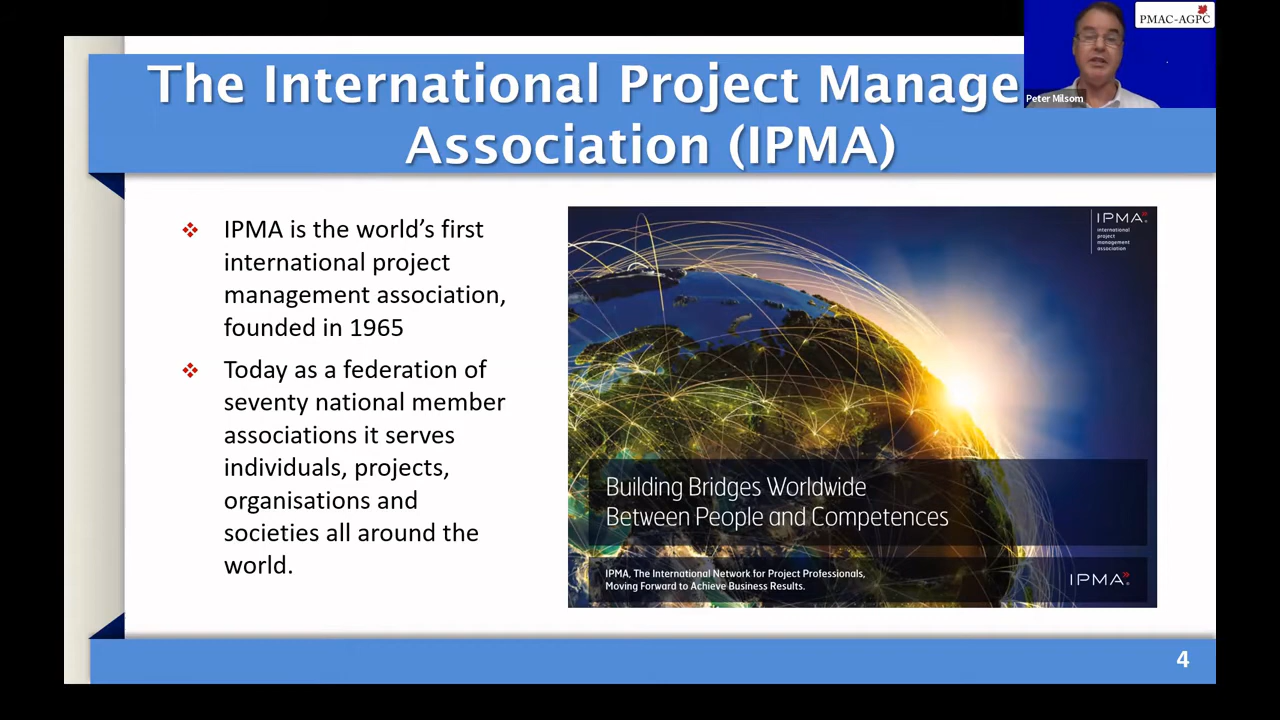 The International Project Manage
Association (IPMA)
PMAC-AGPC
Peter Milsom
❖ IPMA is the world’s first
international project
management association,
founded in 1965
❖ Today as a federation of
seventy national member
associations it serves
individuals, projects,
organisations and
societies all around the
world.
IPMA
international
project
management
association
Building Bridges Worldwide
Between People and Competences
IPMA, The International Network for Project Professionals,
Moving Forward to Achieve Business Results.
IPMA
4